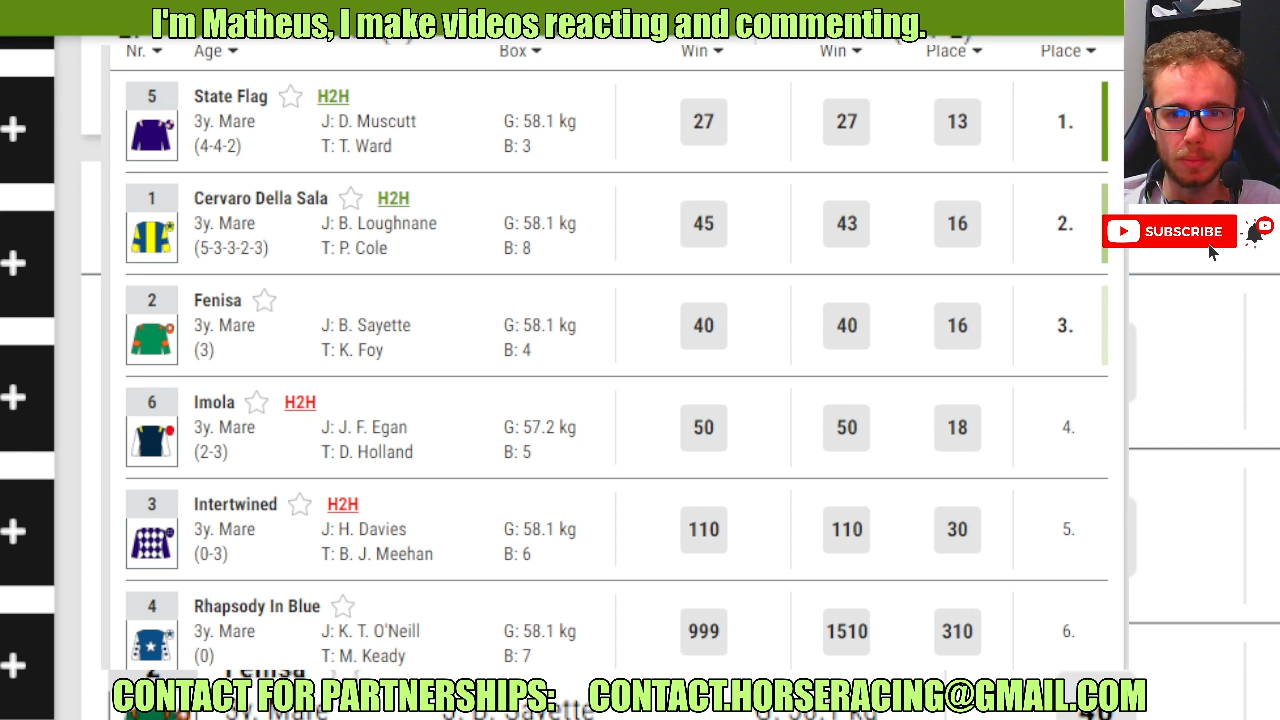 I'm Matheus, I make videos reacting and commenting.
Nr. Age Box Win Win Place Place
5 State Flag H2H
3y. Mare J: D. Muscutt G: 58.1 kg 27 27 13 1.
(4-4-2) T: T. Ward B: 3
1 Cervaro Della Sala H2H
3y. Mare J: B. Loughnane G: 58.1 kg 45 43 16 2.
(5-3-3-2-3) T: P. Cole B: 8
SUBSCRIBE
2 Fenisa
3y. Mare J: B. Sayette G: 58.1 kg 40 40 16 3.
(3) T: K. Foy B: 4
6 Imola H2H
3y. Mare J: J. F. Egan G: 57.2 kg 50 50 18 4.
(2-3) T: D. Holland B: 5
3 Intertwined H2H
3y. Mare J: H. Davies G: 58.1 kg 110 110 30 5.
(0-3) T: B. J. Meehan B: 6
4 Rhapsody In Blue
3y. Mare J: K. T. O'Neill G: 58.1 kg 999 1510 310 6.
(0) T: M. Keady B: 7
CONTACT FOR PARTNERSHIPS: CONTACT.HORSERACING@GMAIL.COM